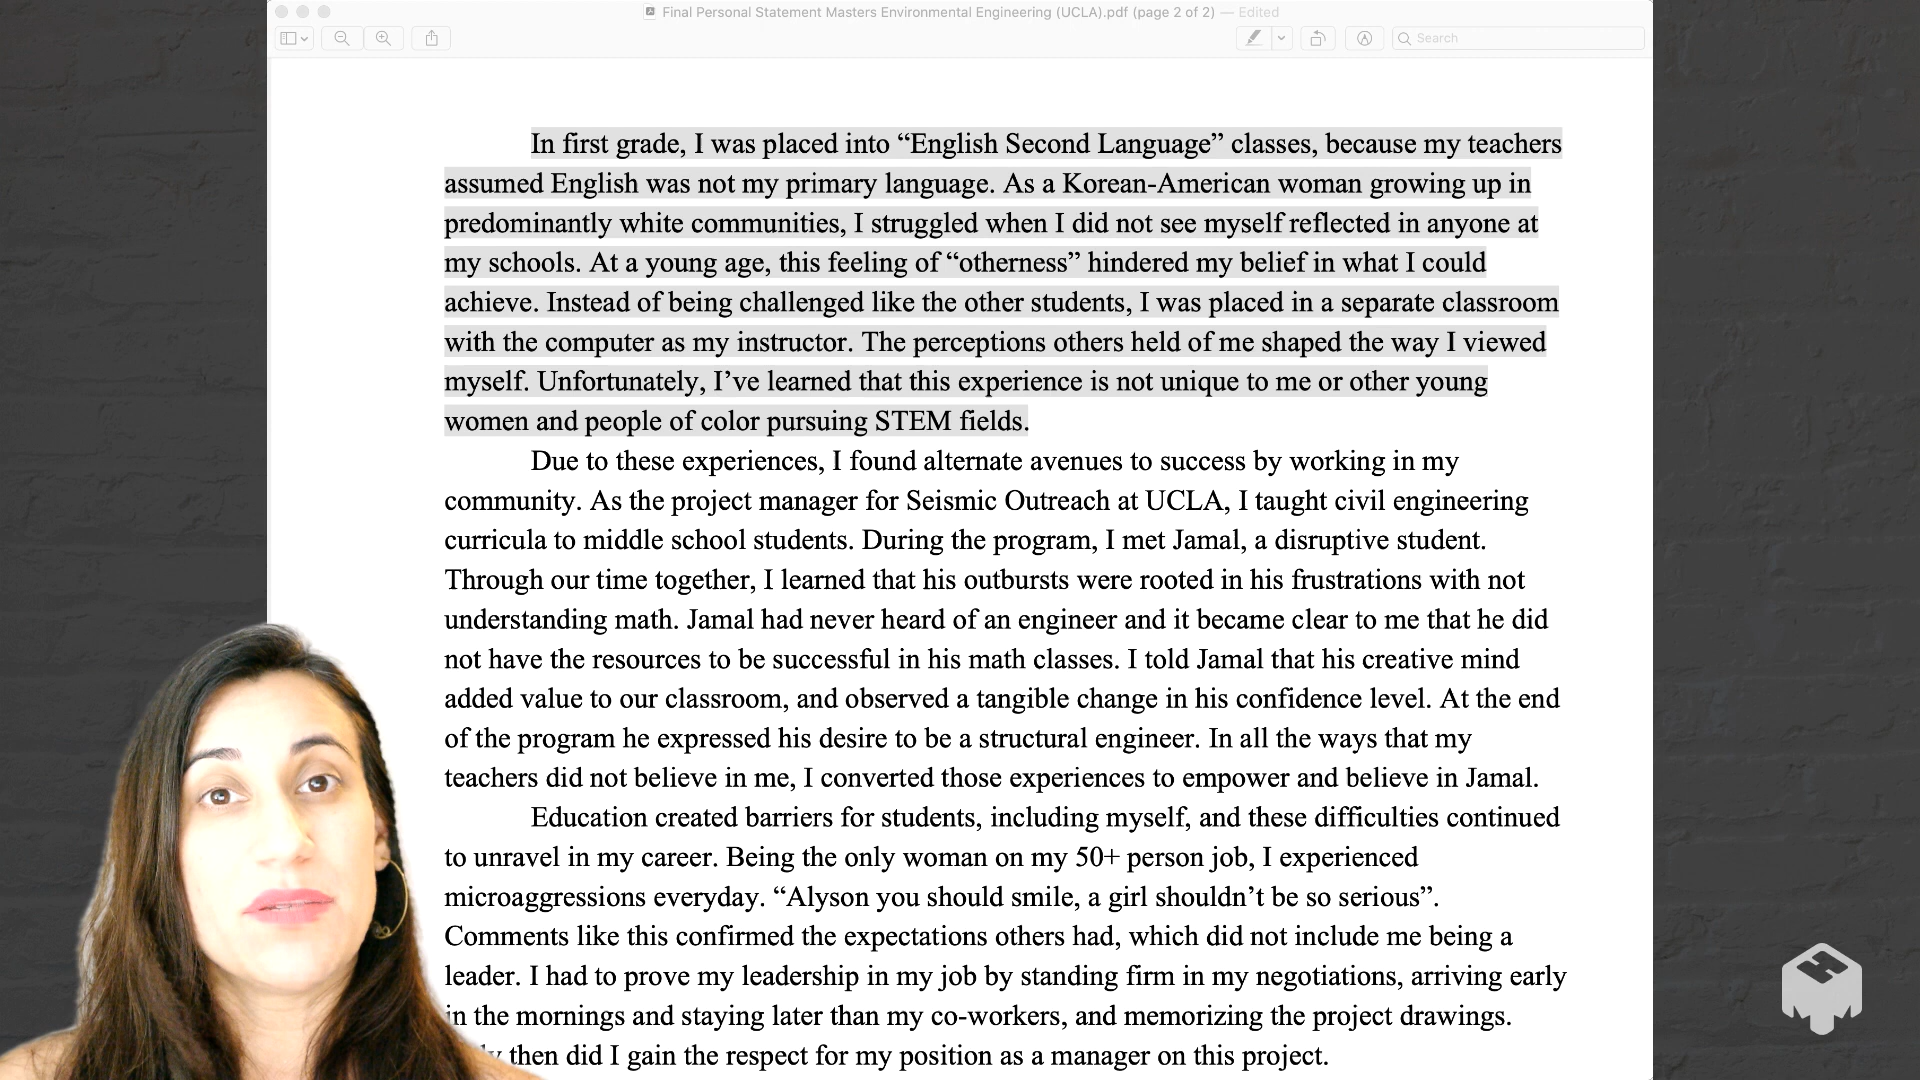 Final Personal Statement Masters Environmental Engineering (UCLA).pdf (page 2 of 2) — Edited
Search
In first grade, I was placed into “English Second Language” classes, because my teachers
assumed English was not my primary language. As a Korean-American woman growing up in
predominantly white communities, I struggled when I did not see myself reflected in anyone at
my schools. At a young age, this feeling of “otherness” hindered my belief in what I could
achieve. Instead of being challenged like the other students, I was placed in a separate classroom
with the computer as my instructor. The perceptions others held of me shaped the way I viewed
myself. Unfortunately, I’ve learned that this experience is not unique to me or other young
women and people of color pursuing STEM fields.
Due to these experiences, I found alternate avenues to success by working in my
community. As the project manager for Seismic Outreach at UCLA, I taught civil engineering
curricula to middle school students. During the program, I met Jamal, a disruptive student.
Through our time together, I learned that his outbursts were rooted in his frustrations with not
understanding math. Jamal had never heard of an engineer and it became clear to me that he did
not have the resources to be successful in his math classes. I told Jamal that his creative mind
added value to our classroom, and observed a tangible change in his confidence level. At the end
of the program he expressed his desire to be a structural engineer. In all the ways that my
teachers did not believe in me, I converted those experiences to empower and believe in Jamal.
Education created barriers for students, including myself, and these difficulties continued
to unravel in my career. Being the only woman on my 50+ person job, I experienced
microaggressions everyday. “Alyson you should smile, a girl shouldn’t be so serious”.
Comments like this confirmed the expectations others had, which did not include me being a
leader. I had to prove my leadership in my job by standing firm in my negotiations, arriving early
in the mornings and staying later than my co-workers, and memorizing the project drawings.
then did I gain the respect for my position as a manager on this project.